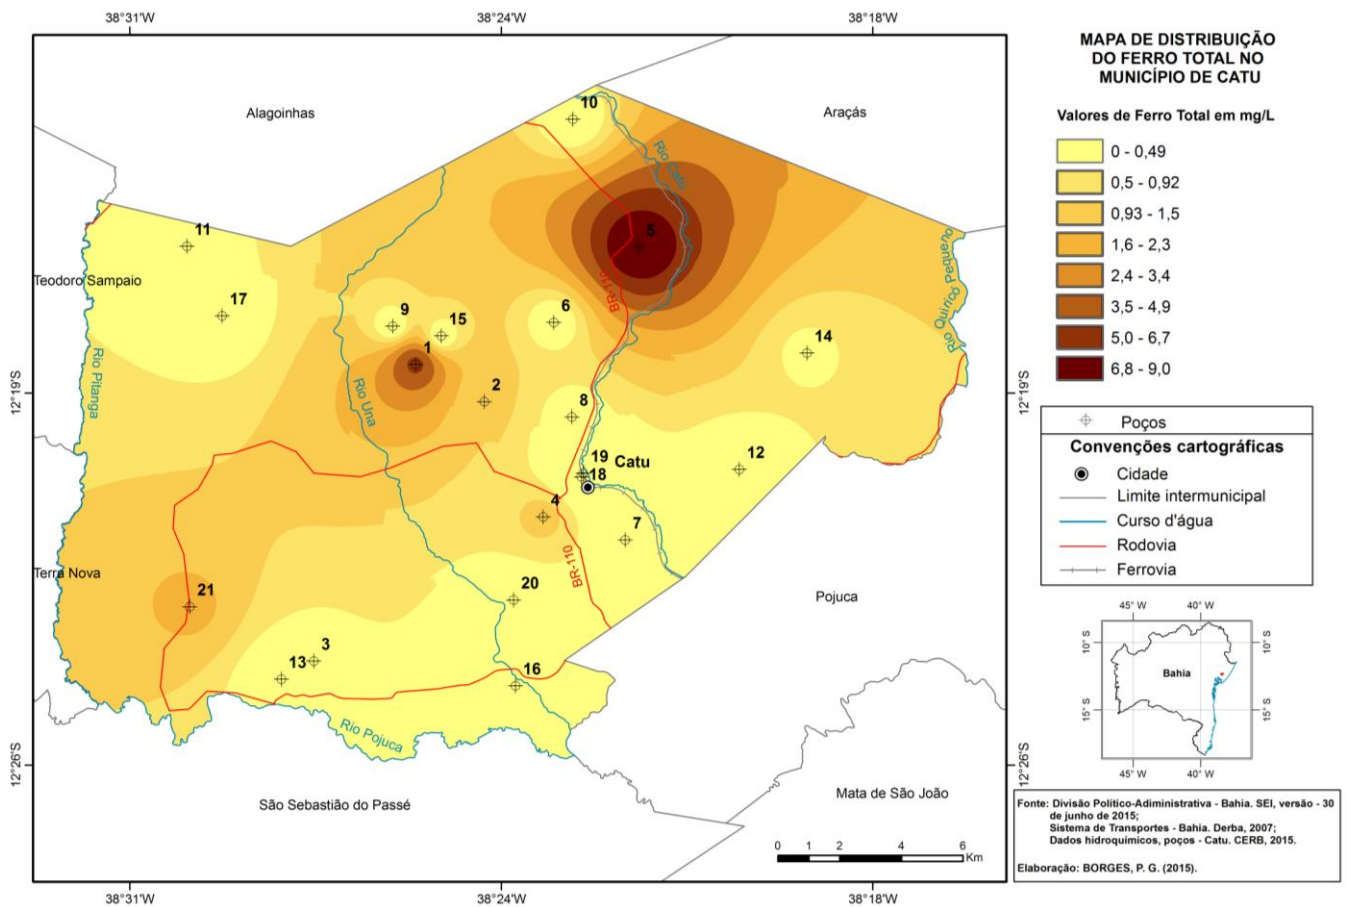 38°31'W
38°24'W
38°18'W
MAPA DE DISTRIBUIÇÃO
DO FERRO TOTAL NO
MUNICÍPIO DE CATU
Valores de Ferro Total em mg/L
0 - 0,49
0,5 - 0,92
0,93 - 1,5
1,6 - 2,3
2,4 - 3,4
3,5 - 4,9
5,0 - 6,7
6,8 - 9,0
Poços
Convenções cartográficas
Cidade
Limite intermunicipal
Curso d'água
Rodovia
Ferrovia
Alagoinhas
Araçás
10
Rio Catu
11
5
Rio Quiricó Pequeno
Teodoro Sampaio
BR-110
17
9
15
6
14
1
Rio Pitanga
12°19'S
12°19'S
2
Rio Una
8
19
Catu
18
12
4
7
BR-110
Terra Nova
21
20
Pojuca
3
13
16
Rio Pojuca
12°26'S
12°26'S
São Sebastião do Passé
Mata de São João
0 1 2 4 6
Km
38°31'W
38°24'W
38°18'W
45° W
40° W
10° S
10° S
Bahia
15° S
15° S
45° W
40° W
Fonte: Divisão Político-Adiministrativa - Bahia. SEI, versão - 30
de junho de 2015;
Sistema de Transportes - Bahia. Derba, 2007;
Dados hidroquímicos, poços - Catu. CERB, 2015.
Elaboração: BORGES, P. G. (2015).